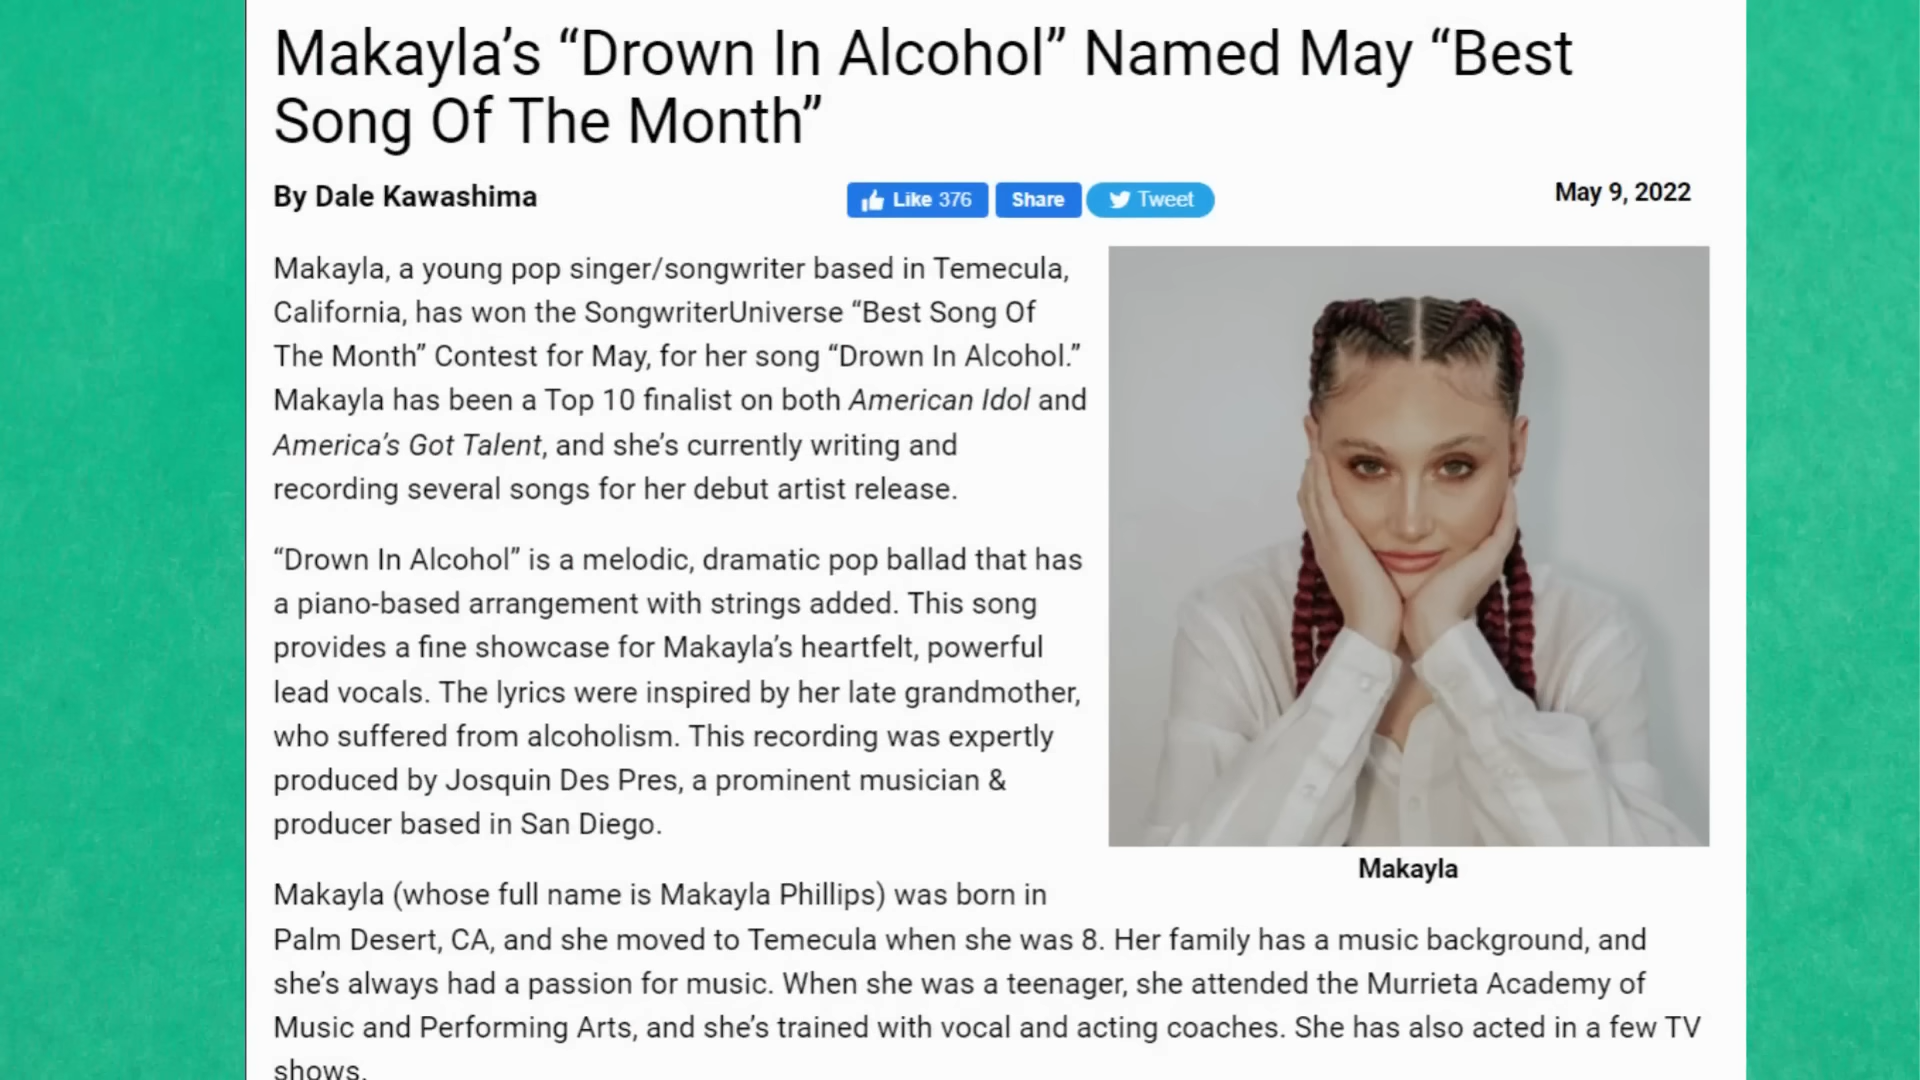 Makayla’s “Drown In Alcohol” Named May “Best
Song Of The Month”
By Dale Kawashima
Like 376
Share
Tweet
May 9, 2022
Makayla, a young pop singer/songwriter based in Temecula,
California, has won the SongwriterUniverse “Best Song Of
The Month” Contest for May, for her song “Drown In Alcohol.”
Makayla has been a Top 10 finalist on both American Idol and
America’s Got Talent, and she’s currently writing and
recording several songs for her debut artist release.
“Drown In Alcohol” is a melodic, dramatic pop ballad that has
a piano-based arrangement with strings added. This song
provides a fine showcase for Makayla’s heartfelt, powerful
lead vocals. The lyrics were inspired by her late grandmother,
who suffered from alcoholism. This recording was expertly
produced by Josquin Des Pres, a prominent musician &
producer based in San Diego.
Makayla
Makayla (whose full name is Makayla Phillips) was born in
Palm Desert, CA, and she moved to Temecula when she was 8. Her family has a music background, and
she’s always had a passion for music. When she was a teenager, she attended the Murrieta Academy of
Music and Performing Arts, and she’s trained with vocal and acting coaches. She has also acted in a few TV
shows.